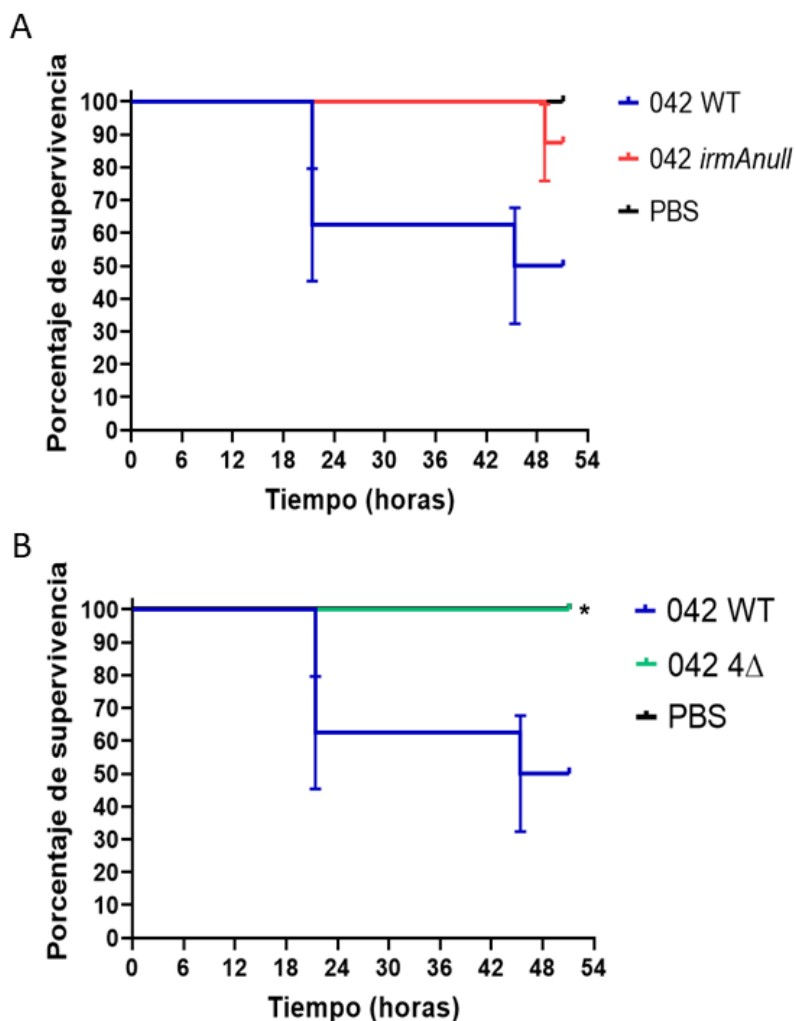 A
Porcentaje de supervivencia
100
90
80
70
60
50
40
30
20
10
0
0 6 12 18 24 30 36 42 48 54
Tiempo (horas)
042 WT
042 irmAnull
PBS
B
Porcentaje de supervivencia
100
90
80
70
60
50
40
30
20
10
0
0 6 12 18 24 30 36 42 48 54
Tiempo (horas)
*
042 WT
042 4Δ
PBS